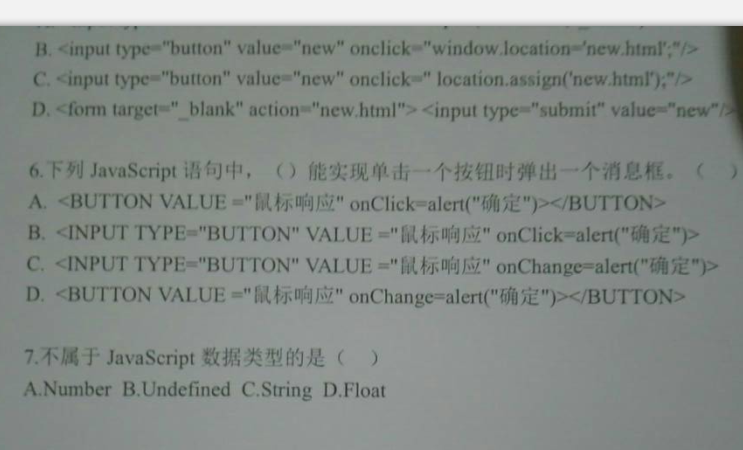 B. <input type="button" value="new" onclick="window.location='new.html';"/>
C. <input type="button" value="new" onclick=" location.assign('new.html');"/>
D. <form target="_blank" action="new.html"> <input type="submit" value="new"/>
6.下列 JavaScript 语句中，（）能实现单击一个按钮时弹出一个消息框。（ ）
A. <BUTTON VALUE ="鼠标响应" onClick=alert("确定")></BUTTON>
B. <INPUT TYPE="BUTTON" VALUE ="鼠标响应" onClick=alert("确定")>
C. <INPUT TYPE="BUTTON" VALUE ="鼠标响应" onChange=alert("确定")>
D. <BUTTON VALUE ="鼠标响应" onChange=alert("确定")></BUTTON>
7.不属于 JavaScript 数据类型的是（ ）
A.Number B.Undefined C.String D.Float